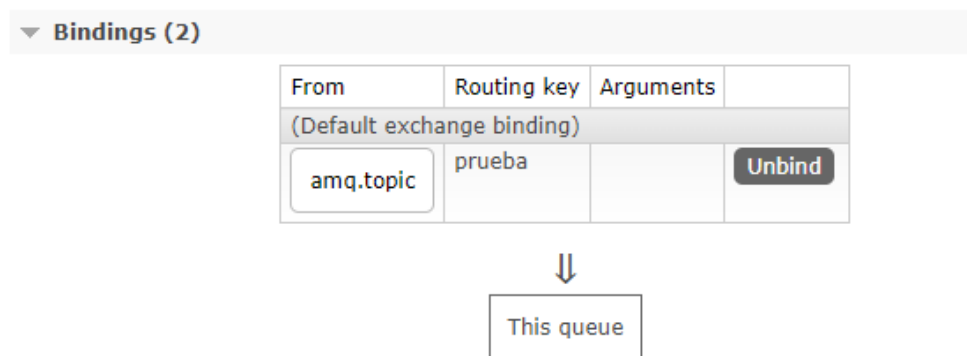 Bindings (2)
From Routing key Arguments
(Default exchange binding)
amq.topic prueba Unbind
This queue